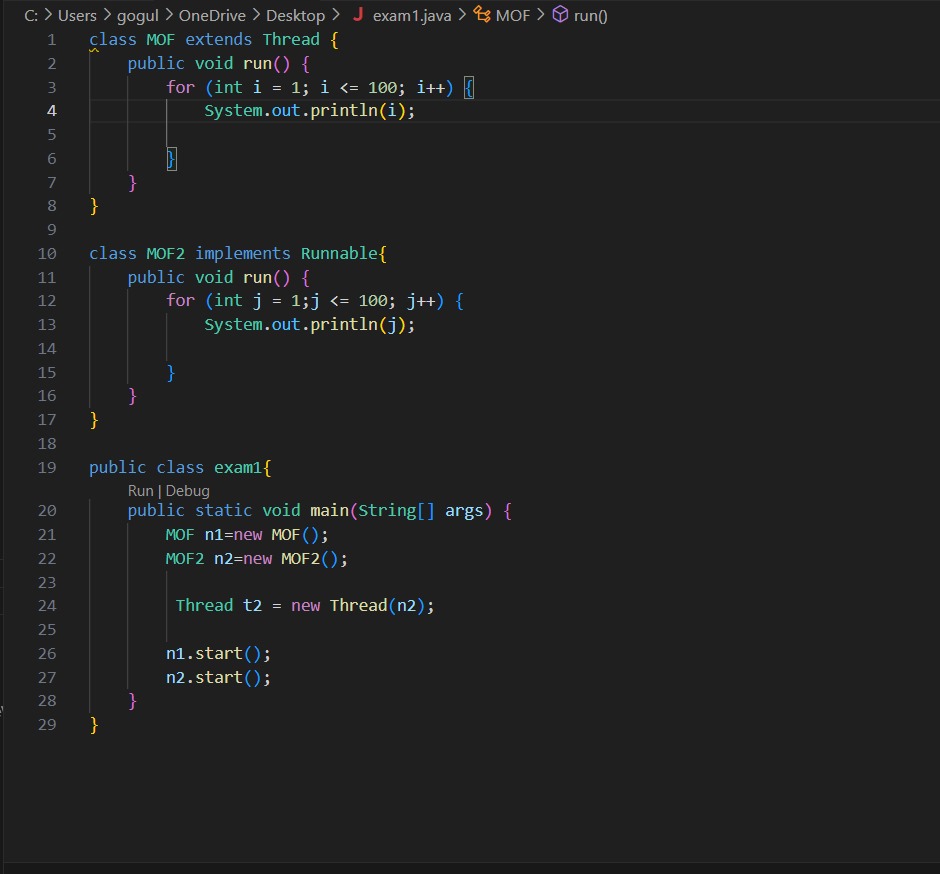 C: > Users > gogul > OneDrive > Desktop > J exam1.java > MOF > run()
1 class MOF extends Thread {
2 public void run() {
3 for (int i = 1; i <= 100; i++) {
4 System.out.println(i);
5
6 }
7 }
8 }
9
10 class MOF2 implements Runnable{
11 public void run() {
12 for (int j = 1;j <= 100; j++) {
13 System.out.println(j);
14
15 }
16 }
17 }
18
19 public class exam1{
Run | Debug
20 public static void main(String[] args) {
21 MOF n1=new MOF();
22 MOF2 n2=new MOF2();
23
24 Thread t2 = new Thread(n2);
25
26 n1.start();
27 n2.start();
28 }
29 }